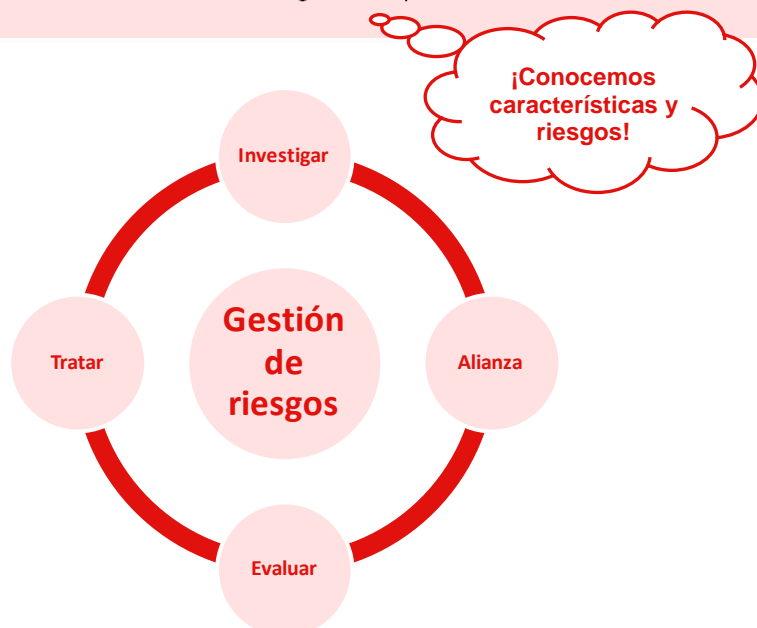 ¡Conocemos
características y
riesgos!
Investigar
Gestión
de
riesgos
Tratar
Alianza
Evaluar